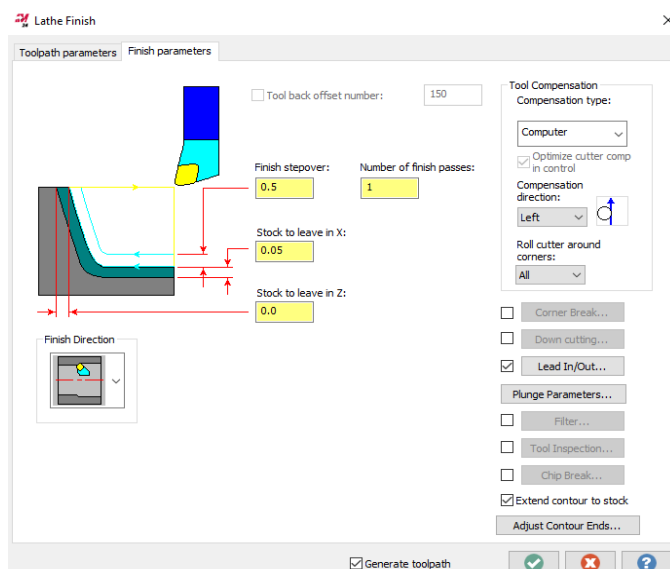 Lathe Finish
Toolpath parameters
Finish parameters
Tool back offset number:
150
Finish stepover:
Number of finish passes:
0.5
1
Stock to leave in X:
0.05
Stock to leave in Z:
0.0
Finish Direction
Tool Compensation
Compensation type:
Computer
Optimize cutter comp
in control
Compensation
direction:
Left
Roll cutter around
corners:
All
Corner Break...
Down cutting...
Lead In/Out...
Plunge Parameters...
Filter...
Tool Inspection...
Chip Break...
Extend contour to stock
Adjust Contour Ends...
Generate toolpath